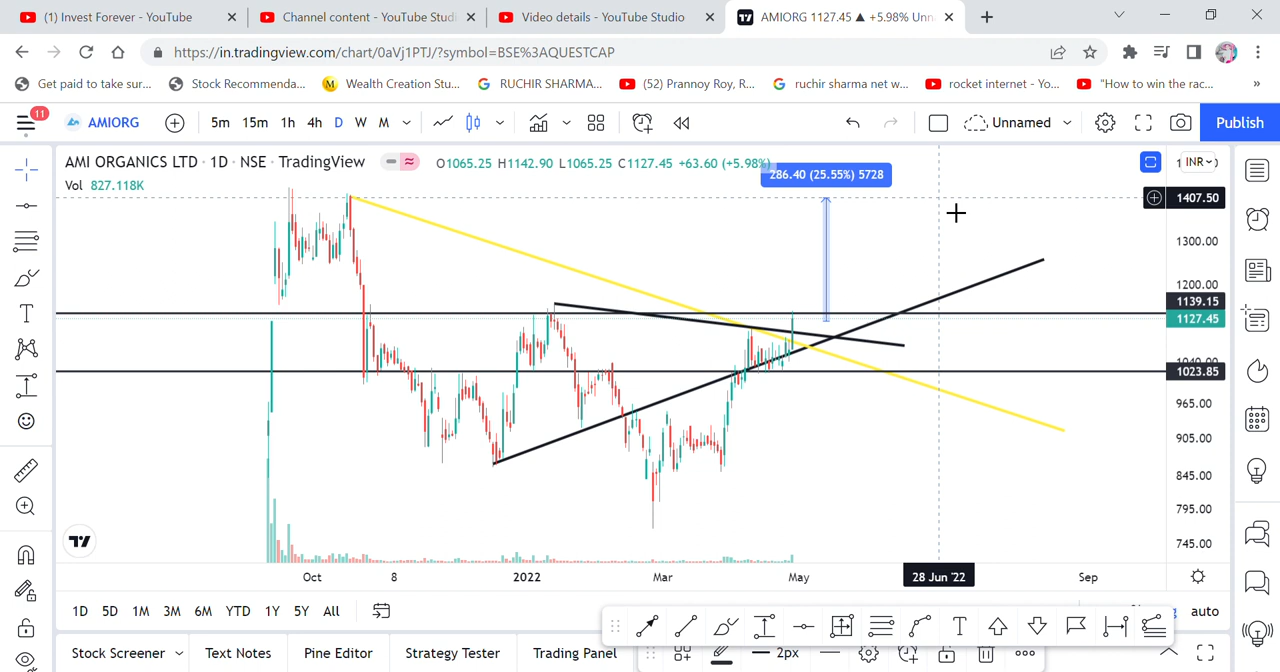 (1) Invest Forever - YouTube
Channel content - YouTube Studi
Video details - YouTube Studio
AMIORG 1127.45 ▲ +5.98% Unn
https://in.tradingview.com/chart/0aVj1PTJ/?symbol=BSE%3AQUESTCAP
Get paid to take sur...
Stock Recommenda...
Wealth Creation Stu...
RUCHIR SHARMA...
(52) Prannoy Roy, R...
ruchir sharma net w...
rocket internet - Yo...
"How to win the rac...
»
11
AMIORG
5m 15m 1h 4h D W M
Unnamed
Publish
AMI ORGANICS LTD · 1D · NSE · TradingView
O1065.25 H1142.90 L1065.25 C1127.45 +63.60 (+5.98%)
INR
Vol 827.118K
286.40 (25.55%) 5728
1407.50
1300.00
1200.00
1139.15
1127.45
1040.00
1023.85
965.00
905.00
845.00
795.00
745.00
Oct 8 2022 Mar May 28 Jun '22 Sep
1D 5D 1M 3M 6M YTD 1Y 5Y All
auto
Stock Screener Text Notes Pine Editor Strategy Tester Trading Panel
2px